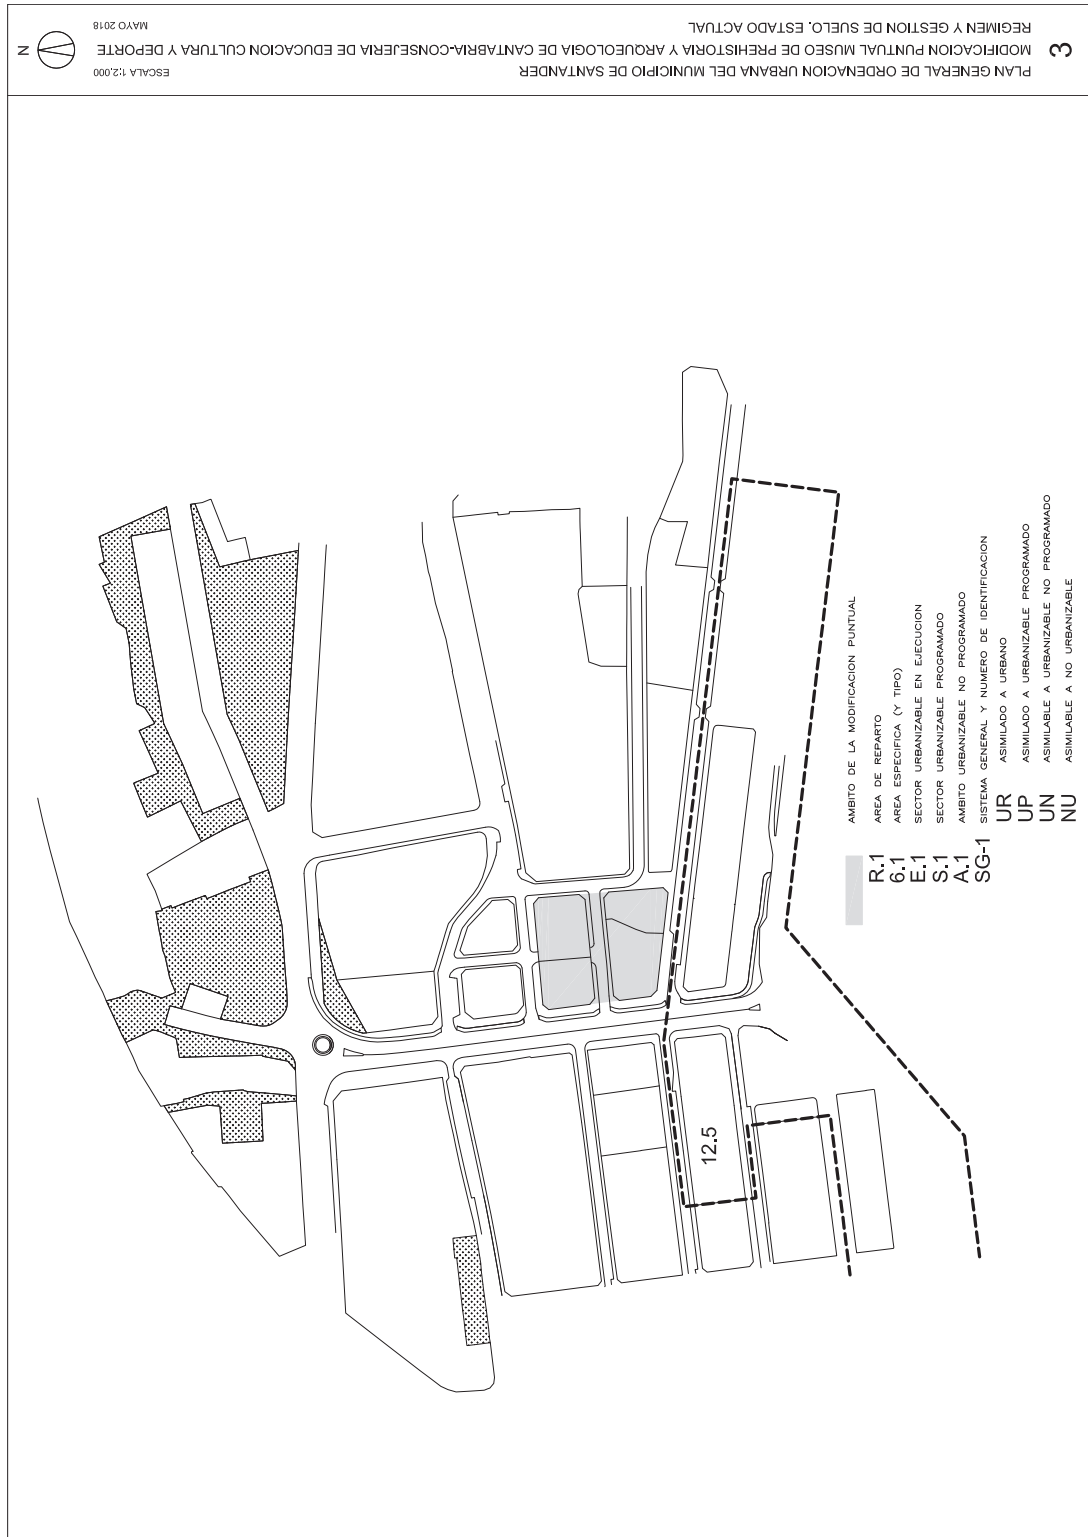 PLAN GENERAL DE ORDENACION URBANA DEL MUNICIPIO DE SANTANDER
MODIFICACION PUNTUAL MUSEO DE PREHISTORIA Y ARQUEOLOGIA DE CANTABRIA-CONSEJERIA DE EDUCACION CULTURA Y DEPORTE
REGIMEN Y GESTION DE SUELO. ESTADO ACTUAL
3
ESCALA 1:2.000
MAYO 2018
N
12.5
AMBITO DE LA MODIFICACION PUNTUAL
R.1 AREA DE REPARTO
6.1 AREA ESPECIFICA (Y TIPO)
E.1 SECTOR URBANIZABLE EN EJECUCION
S.1 SECTOR URBANIZABLE PROGRAMADO
A.1 AMBITO URBANIZABLE NO PROGRAMADO
SG-1 SISTEMA GENERAL Y NUMERO DE IDENTIFICACION
UR ASIMILADO A URBANO
UP ASIMILADO A URBANIZABLE PROGRAMADO
UN ASIMILABLE A URBANIZABLE NO PROGRAMADO
NU ASIMILABLE A NO URBANIZABLE